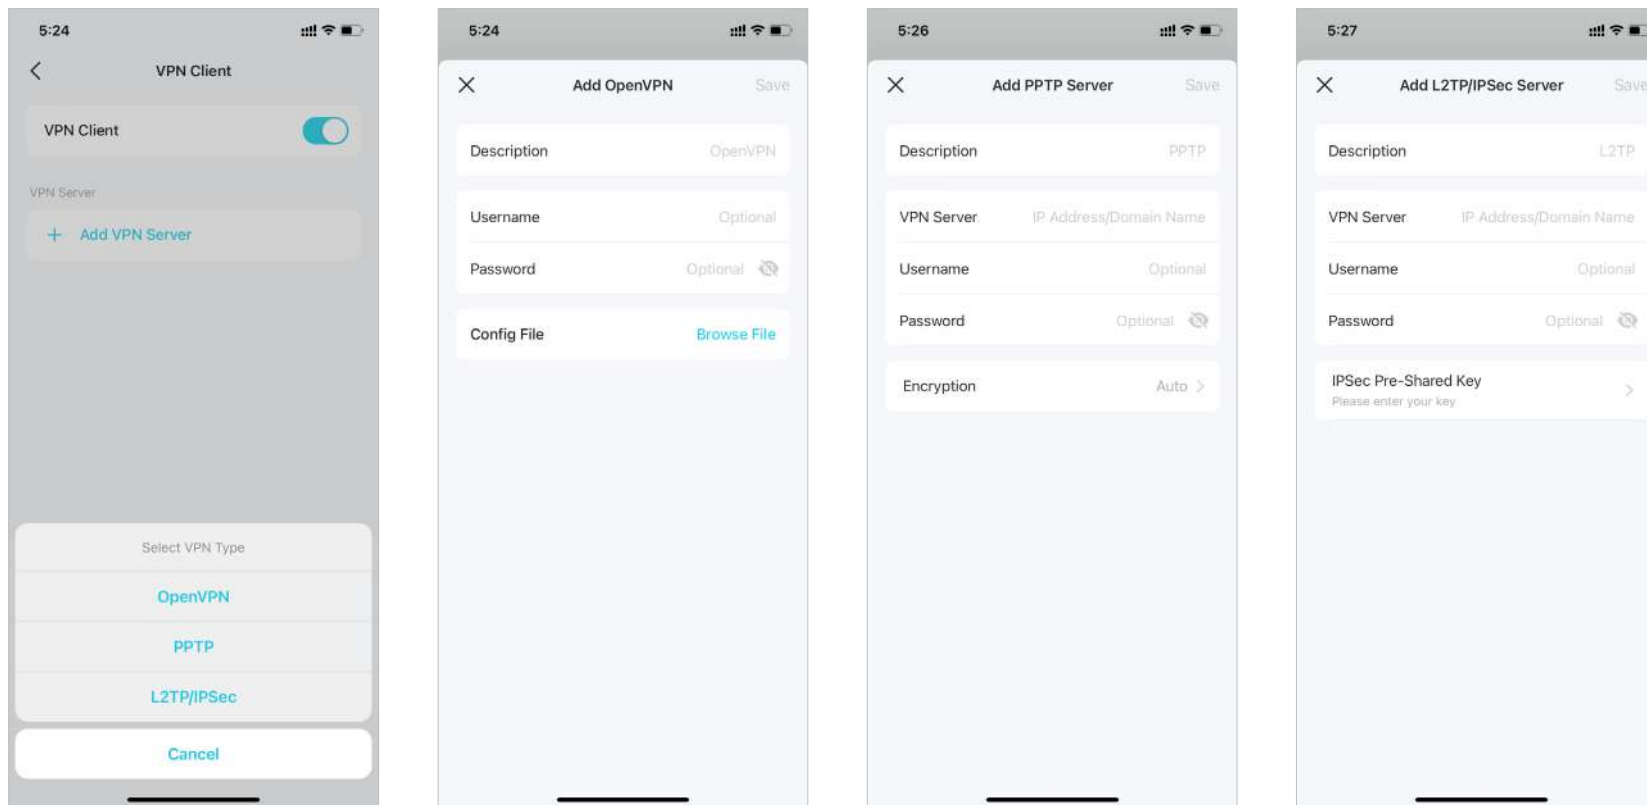 5:24
VPN Client
VPN Client
VPN Server
+ Add VPN Server
Select VPN Type
OpenVPN
PPTP
L2TP/IPSec
Cancel
5:24
Add OpenVPN Save
Description OpenVPN
Username Optional
Password Optional
Config File Browse File
5:26
Add PPTP Server Save
Description PPTP
VPN Server IP Address/Domain Name
Username Optional
Password Optional
Encryption Auto >
5:27
Add L2TP/IPSec Server Save
Description L2TP
VPN Server IP Address/Domain Name
Username Optional
Password Optional
IPSec Pre-Shared Key >
Please enter your key